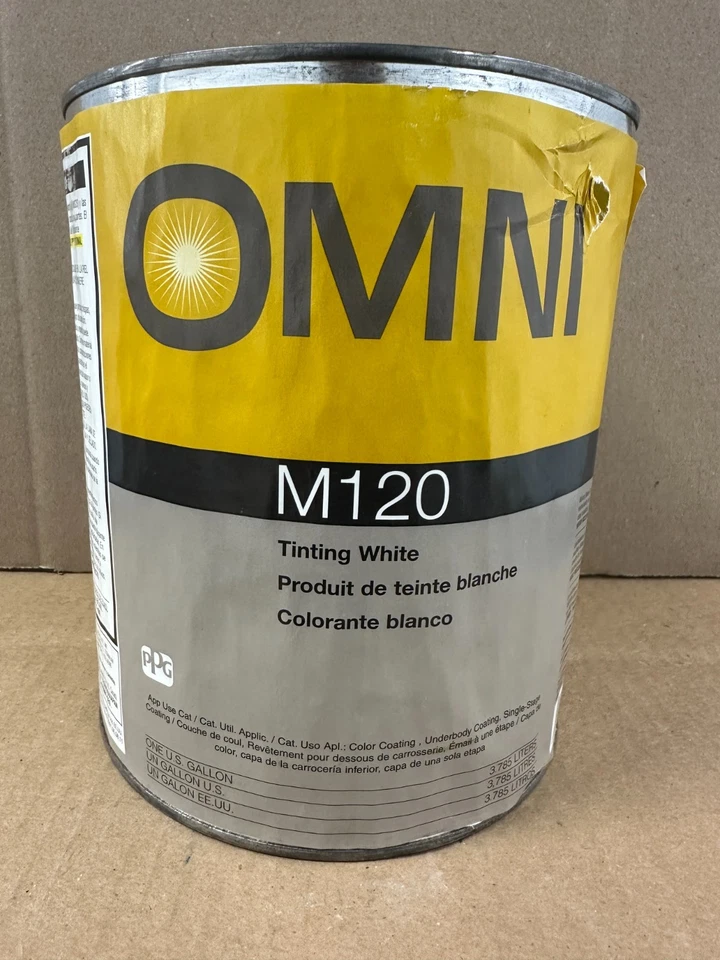 OMNI
M120
Tinting White
Produit de teinte blanche
Colorante blanco
PPG
App Use Cat / Cat. Util. Applic. / Cat. Uso Apl.: Color Coating , Underbody Coating, Single-Stage
Coating / Couche de coul, Revêtement pour dessous de carrosserie, Émail à une étape / Capa de
color, capa de la carrocería inferior, capa de una sola etapa
ONE U.S. GALLON 3.785 LITERS
UN GALLON U.S. 3,785 LITRES
UN GALON EE.UU. 3.785 LITROS